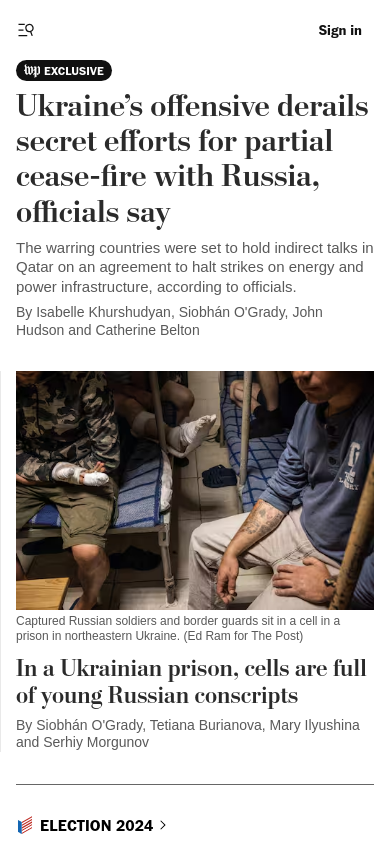 Sign in
wp EXCLUSIVE
Ukraine’s offensive derails
secret efforts for partial
cease-fire with Russia,
officials say
The warring countries were set to hold indirect talks in
Qatar on an agreement to halt strikes on energy and
power infrastructure, according to officials.
By Isabelle Khurshudyan, Siobhán O'Grady, John
Hudson and Catherine Belton
Captured Russian soldiers and border guards sit in a cell in a
prison in northeastern Ukraine. (Ed Ram for The Post)
In a Ukrainian prison, cells are full
of young Russian conscripts
By Siobhán O'Grady, Tetiana Burianova, Mary Ilyushina
and Serhiy Morgunov
ELECTION 2024